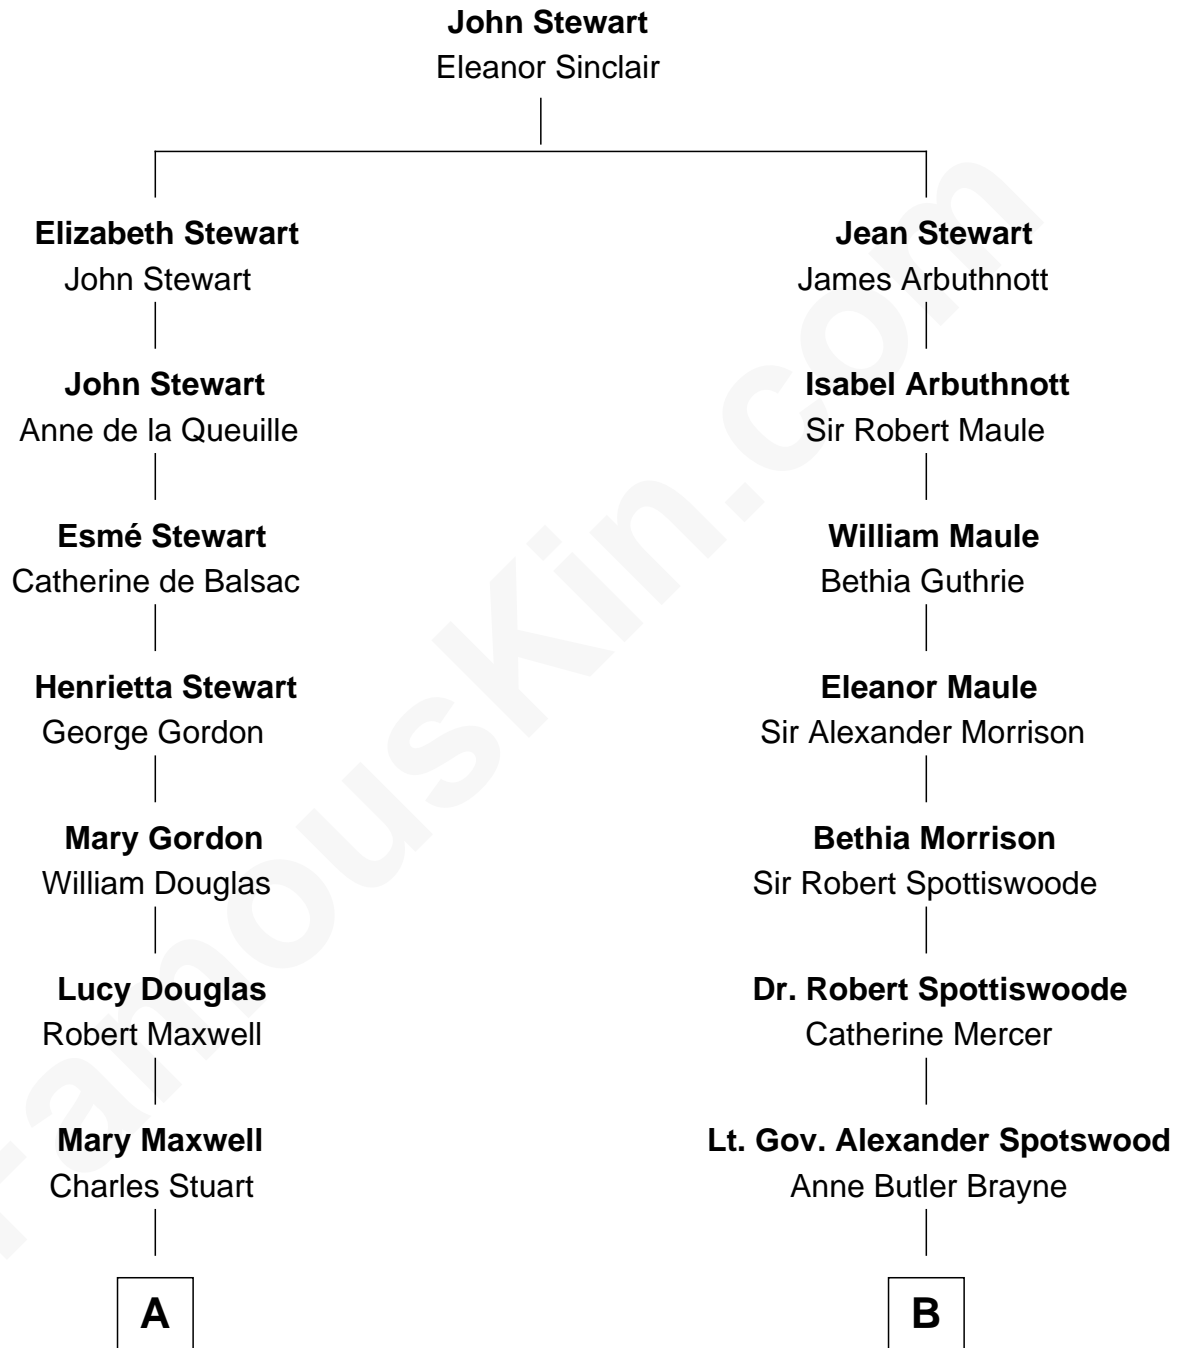 John Stewart
Eleanor Sinclair
Elizabeth Stewart
John Stewart
Jean Stewart
James Arbuthnott
John Stewart
Anne de la Queuille
Isabel Arbuthnott
Sir Robert Maule
Esmé Stewart
Catherine de Balsac
William Maule
Bethia Guthrie
Henrietta Stewart
George Gordon
Eleanor Maule
Sir Alexander Morrison
Mary Gordon
William Douglas
Bethia Morrison
Sir Robert Spottiswoode
Lucy Douglas
Robert Maxwell
Dr. Robert Spottiswoode
Catherine Mercer
Mary Maxwell
Charles Stuart
Lt. Gov. Alexander Spotswood
Anne Butler Brayne
A
B
FamousKin.com